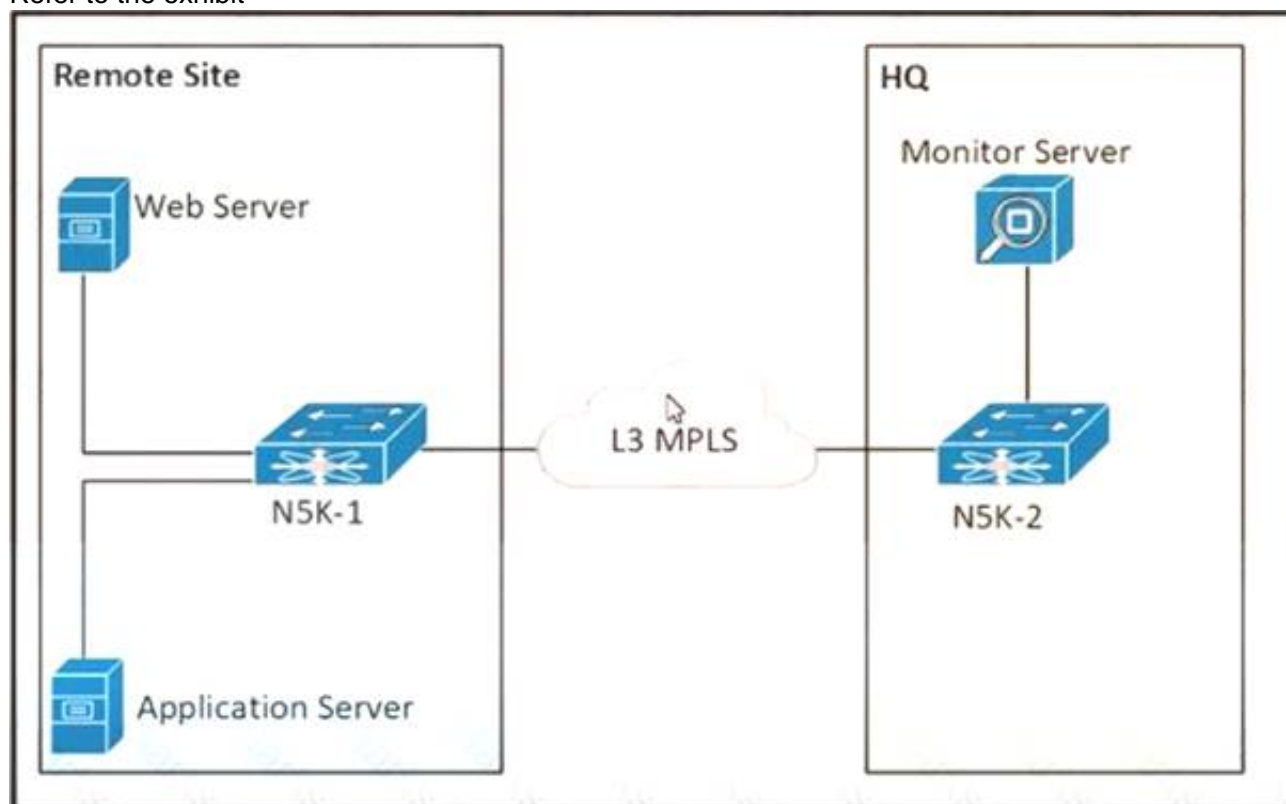 Refer to the exhibit
Remote Site
HQ
Monitor Server
Web Server
L3 MPLS
N5K-1
N5K-2
Application Server